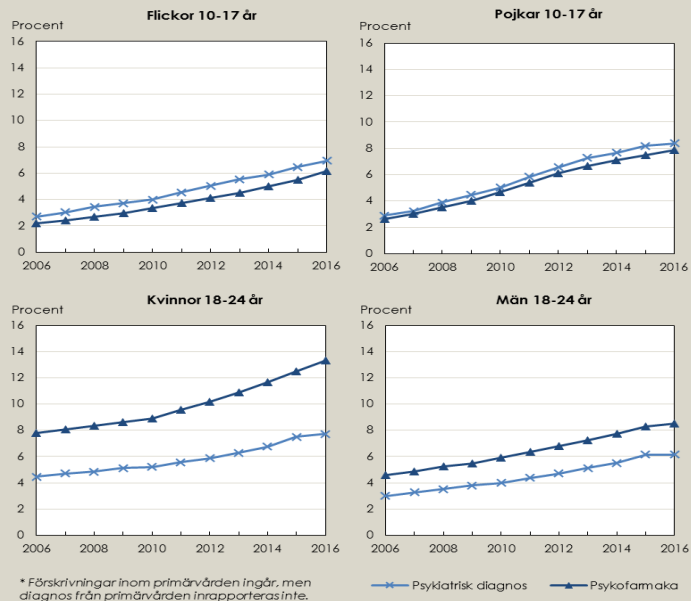 Flickor 10-17 år
Procent
16
14
12
10
8
6
4
2
0
2006 2008 2010 2012 2014 2016
Pojkar 10-17 år
Procent
16
14
12
10
8
6
4
2
0
2006 2008 2010 2012 2014 2016
Kvinnor 18-24 år
Procent
16
14
12
10
8
6
4
2
0
2006 2008 2010 2012 2014 2016
Män 18-24 år
Procent
16
14
12
10
8
6
4
2
0
2006 2008 2010 2012 2014 2016
* Förskrivningar inom primärvården ingår, men
diagnos från primärvården inrapporteras inte.
Psykiatrisk diagnos Psykofarmaka